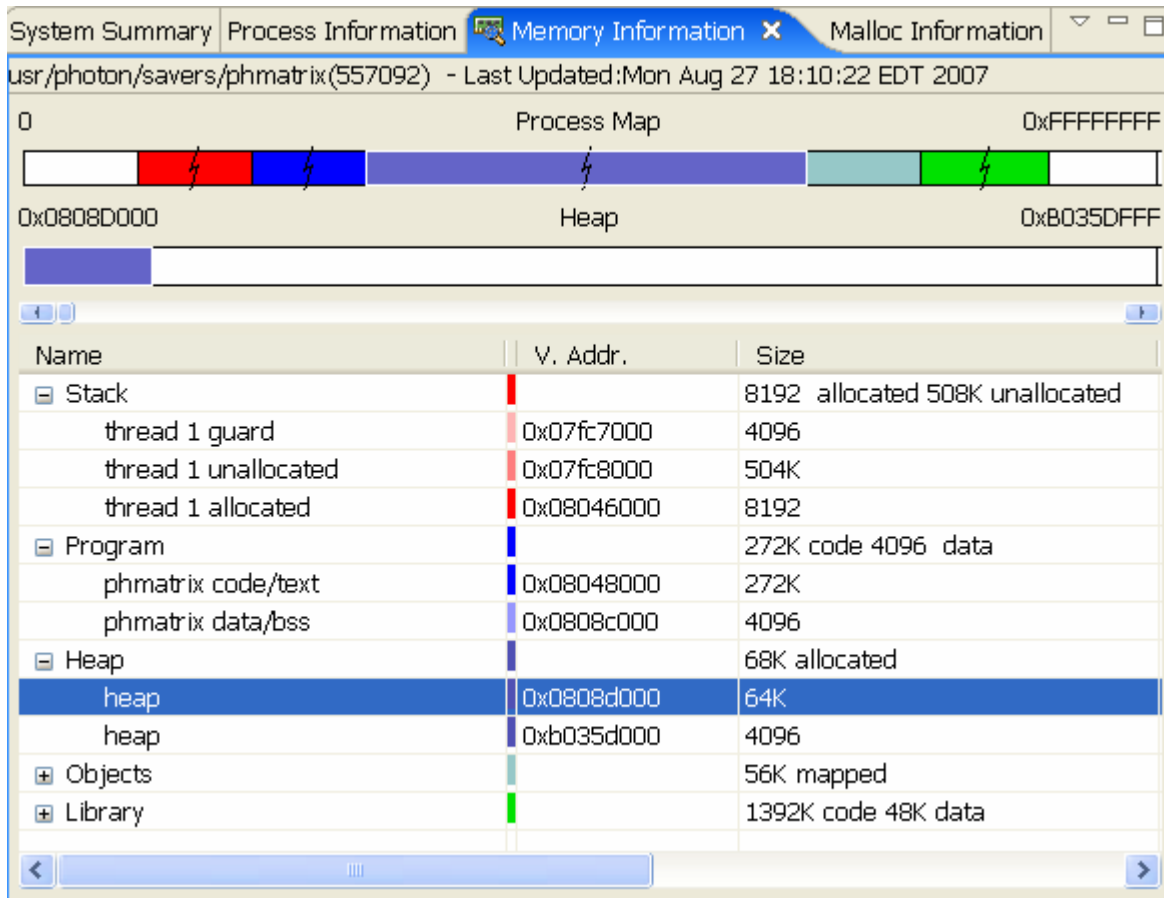 System Summary Process Information Memory Information Malloc Information
usr/photon/savers/phmatrix(557092) - Last Updated:Mon Aug 27 18:10:22 EDT 2007
0 Process Map 0xFFFFFFFF
0x0808D000 Heap 0xB035DFFF
Name V. Addr. Size
Stack 8192 allocated 508K unallocated
thread 1 guard 0x07fc7000 4096
thread 1 unallocated 0x07fc8000 504K
thread 1 allocated 0x08046000 8192
Program 272K code 4096 data
phmatrix code/text 0x08048000 272K
phmatrix data/bss 0x0808c000 4096
Heap 68K allocated
heap 0x0808d000 64K
heap 0xb035d000 4096
Objects 56K mapped
Library 1392K code 48K data